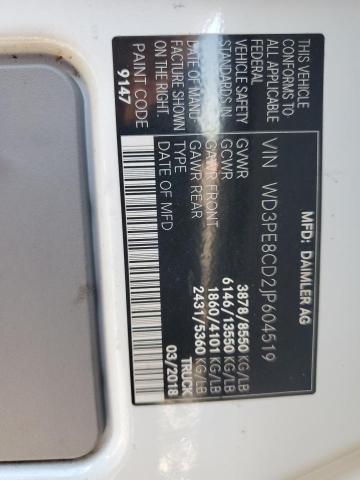 MFD: DAIMLER AG
VIN WD3PE8CD2JP604519
GVWR 3878/8550 KG/LB
GCWR 6146/13550 KG/LB
GAWR FRONT 1860/4101 KG/LB
GAWR REAR 2431/5360 KG/LB
TYPE TRUCK
DATE OF MFD 03/2018
THIS VEHICLE
CONFORMS TO
ALL APPLICABLE
FEDERAL
VEHICLE SAFETY
STANDARDS IN
EFFECT ON THE
DATE OF MANU-
FACTURE SHOWN
ON THE RIGHT.
PAINT CODE
9147